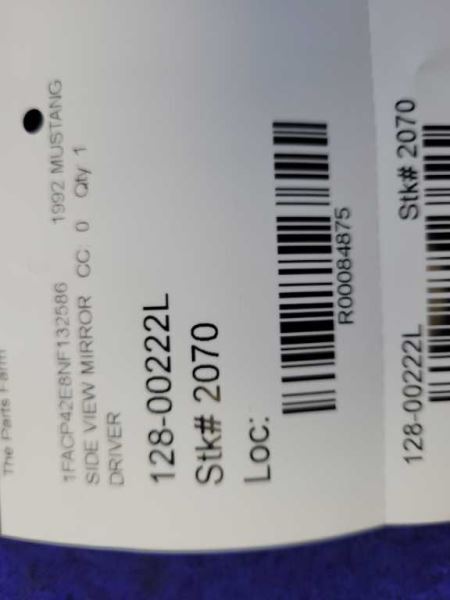 The Parts Farm
1FACP42E8NF132586 1992 MUSTANG
SIDE VIEW MIRROR CC: 0 Qty 1
DRIVER
128-00222L
Stk# 2070
Loc:
R00084875
128-00222L Stk# 2070